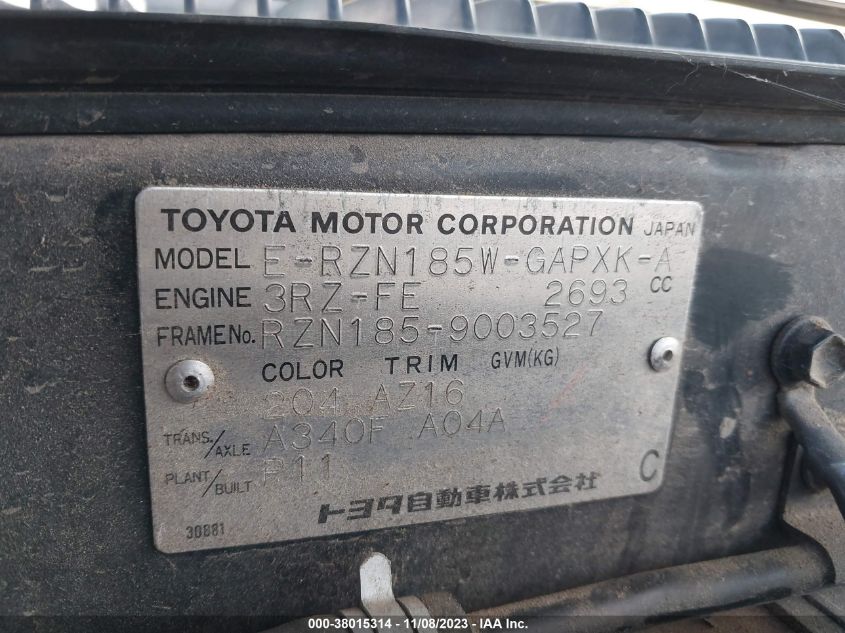 TOYOTA MOTOR CORPORATION JAPAN
MODEL E-RZN185W-GAPXK-A
ENGINE 3RZ-FE 2693 CC
FRAME No. RZN185-9003527
COLOR TRIM GVM(KG)
204 AZ16
TRANS./AXLE A340F A04A
PLANT/BUILT P11 C
トヨタ自動車株式会社
30881
000-38015314 - 11/08/2023 - IAA Inc.